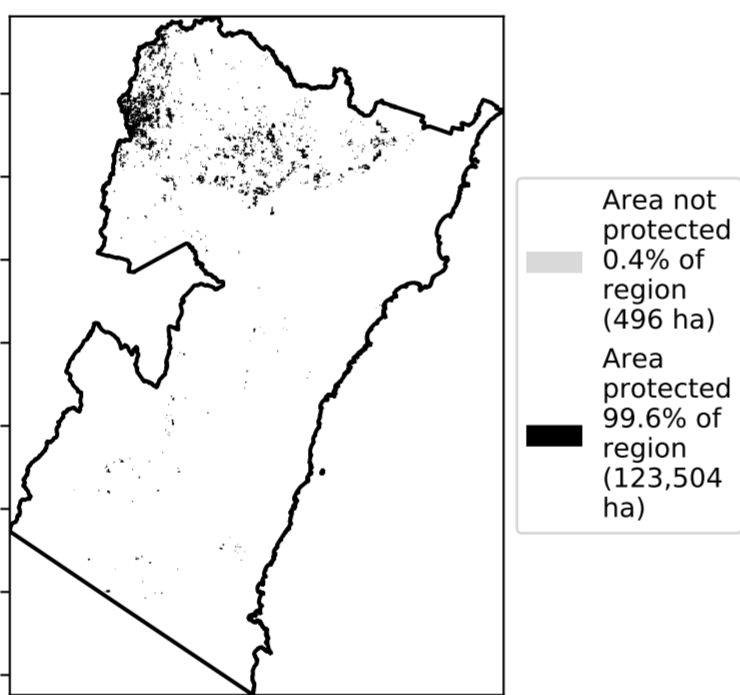 Area not
protected
0.4% of
region
(496 ha)
Area
protected
99.6% of
region
(123,504
ha)